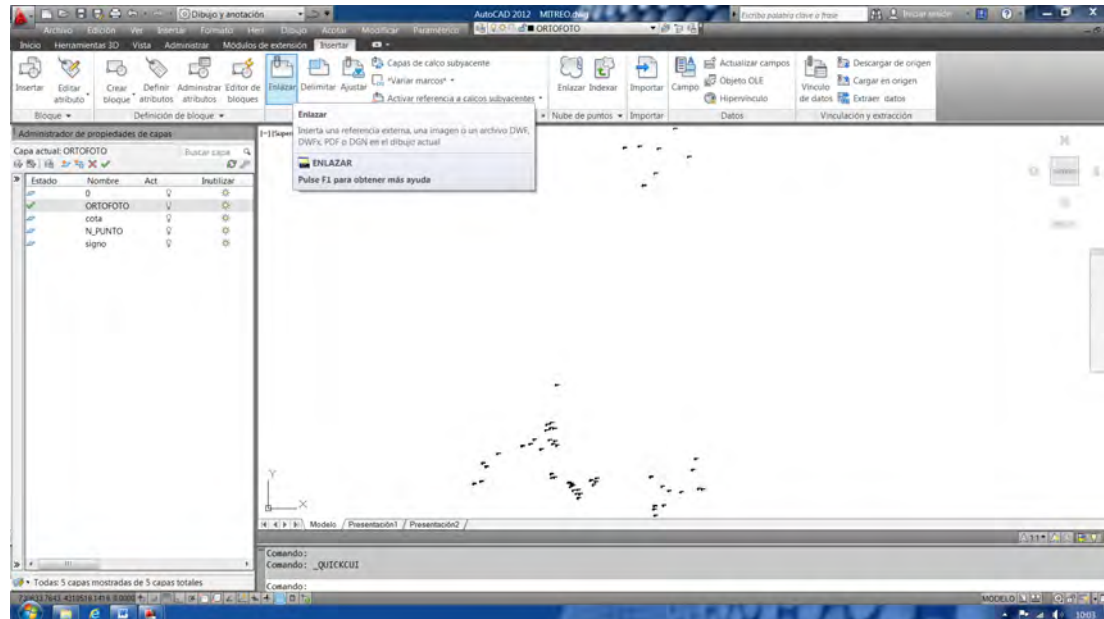 Dibujo y anotación
AutoCAD 2012 MITREO.dwg
Escriba palabra clave o frase
Iniciar sesión
Archivo Edición Ver Insertar Formato Dibujo Acotar Modificar Paramétrico
ORTOFOTO
Inicio Herramientas 3D Vista Administrar Módulos de extensión Insertar
Insertar
Editar atributo
Crear bloque
Definir atributos
Administrar atributos
Editor de bloques
Enlazar
Delimitar
Ajustar
Capas de calco subyacente
*Variar marcos*
Activar referencia a calcos subyacentes
Enlazar
Indexar
Importar
Campo
Actualizar campos
Objeto OLE
Hipervínculo
Vínculo de datos
Descargar de origen
Cargar en origen
Extraer datos
Bloque
Definición de bloque
Nube de puntos
Importar
Datos
Vinculación y extracción
Enlazar
Inserta una referencia externa, una imagen o un archivo DWF,
DWFx, PDF o DGN en el dibujo actual
ENLAZAR
Pulse F1 para obtener más ayuda
Administrador de propiedades de capas
Capa actual: ORTOFOTO
Buscar capa
Estado Nombre Act Inutilizar
0
ORTOFOTO
cota
N_PUNTO
signo
Y
X
Modelo Presentación1 Presentación2
Comando:
Comando: _QUICKCUI
Comando:
Todas: 5 capas mostradas de 5 capas totales
MODELO
10:03